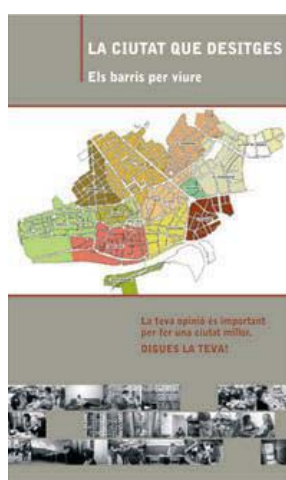 LA CIUTAT QUE DESITGES
Els barris per viure
La teva opinió és important
per fer una ciutat millor.
DIGUES LA TEVA!